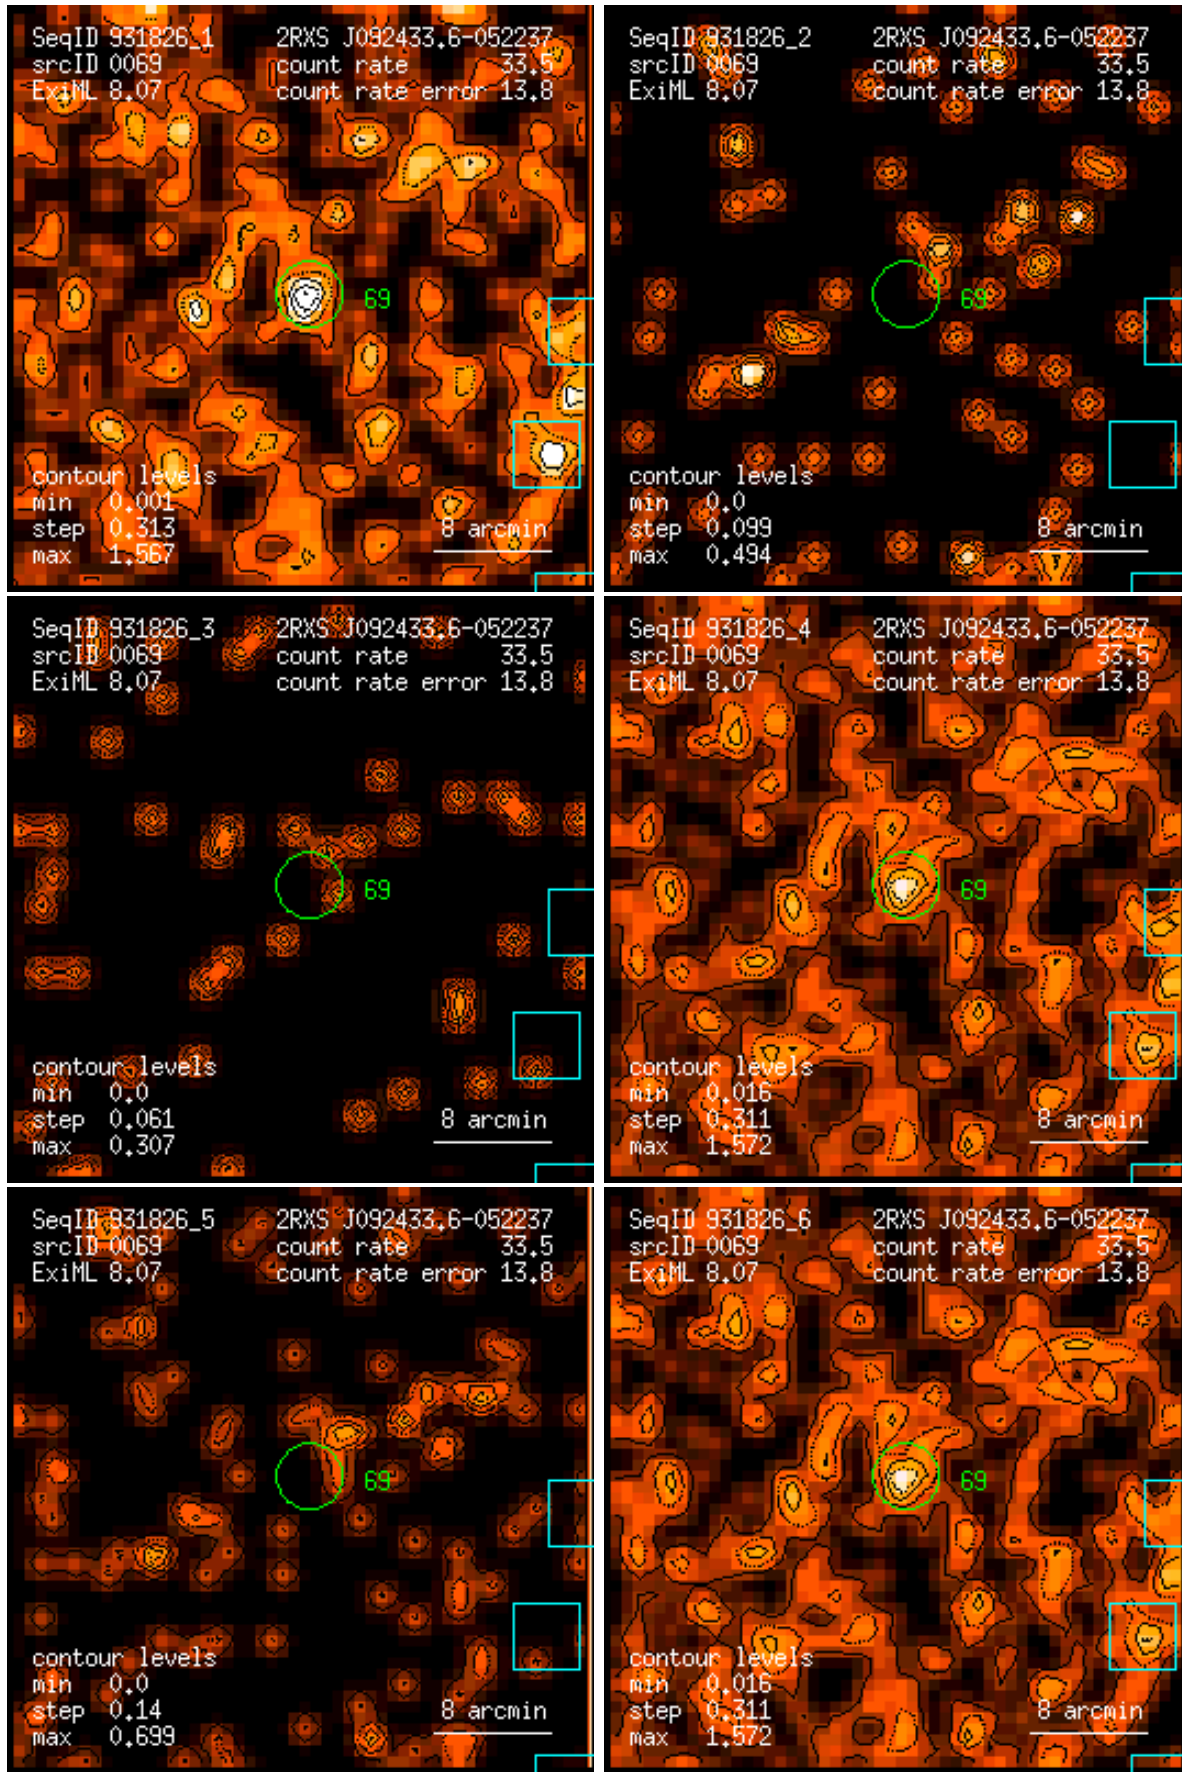 SeqID 931826_1 2RXS J092433.6-052237
srcID 0069 count rate 33.5
ExiML 8.07 count rate error 13.8
69
contour levels
min 0.001
step 0.313 8 arcmin
max 1.567
SeqID 931826_2 2RXS J092433.6-052237
srcID 0069 count rate 33.5
ExiML 8.07 count rate error 13.8
69
contour levels
min 0.0
step 0.099 8 arcmin
max 0.494
SeqID 931826_3 2RXS J092433.6-052237
srcID 0069 count rate 33.5
ExiML 8.07 count rate error 13.8
69
contour levels
min 0.0
step 0.061 8 arcmin
max 0.307
SeqID 931826_4 2RXS J092433.6-052237
srcID 0069 count rate 33.5
ExiML 8.07 count rate error 13.8
69
contour levels
min 0.016
step 0.311 8 arcmin
max 1.572
SeqID 931826_5 2RXS J092433.6-052237
srcID 0069 count rate 33.5
ExiML 8.07 count rate error 13.8
69
contour levels
min 0.0
step 0.14 8 arcmin
max 0.699
SeqID 931826_6 2RXS J092433.6-052237
srcID 0069 count rate 33.5
ExiML 8.07 count rate error 13.8
69
contour levels
min 0.016
step 0.311 8 arcmin
max 1.572